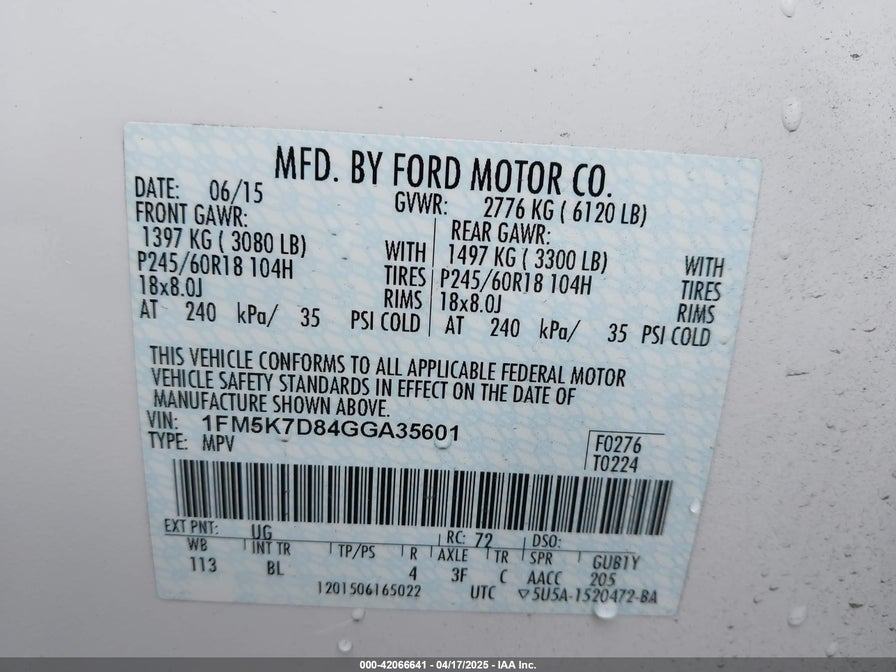 MFD. BY FORD MOTOR CO.
DATE: 06/15 GVWR: 2776 KG ( 6120 LB)
FRONT GAWR: REAR GAWR:
1397 KG ( 3080 LB) WITH 1497 KG ( 3300 LB) WITH
P245/60R18 104H TIRES P245/60R18 104H TIRES
18x8.0J RIMS 18x8.0J RIMS
AT 240 kPa/ 35 PSI COLD AT 240 kPa/ 35 PSI COLD
THIS VEHICLE CONFORMS TO ALL APPLICABLE FEDERAL MOTOR
VEHICLE SAFETY STANDARDS IN EFFECT ON THE DATE OF
MANUFACTURE SHOWN ABOVE.
VIN: 1FM5K7D84GGA35601
TYPE: MPV
F0276
T0224
EXT PNT: UG RC: 72 DSO:
WB INT TR TP/PS R AXLE TR SPR GUB1Y
113 BL 4 3F C AACC 205
1201506165022 UTC ▽5U5A-1520472-BA
000-42066641 - 04/17/2025 - IAA Inc.